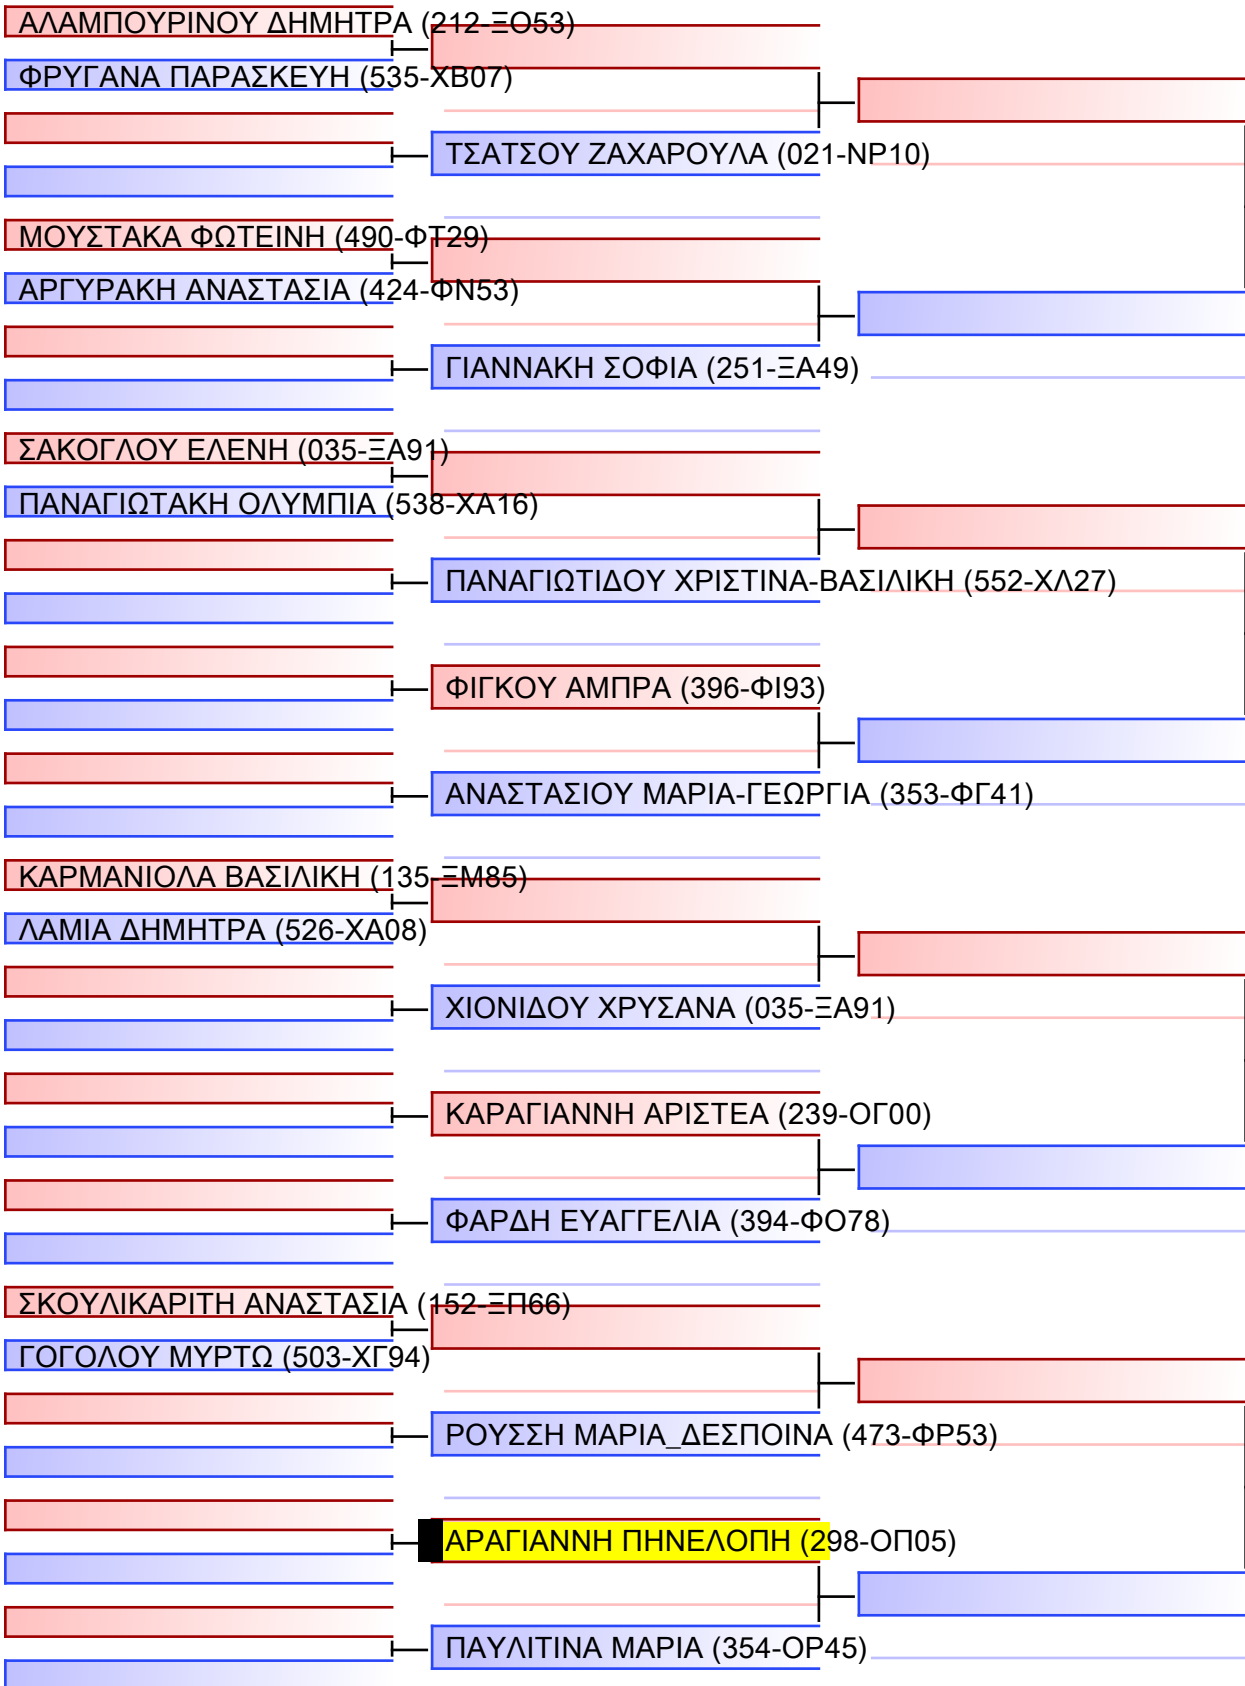 ΑΛΑΜΠΟΥΡΙΝΟΥ ΔΗΜΗΤΡΑ (212-ΞΟ53)
ΦΡΥΓΑΝΑ ΠΑΡΑΣΚΕΥΗ (535-ΧΒ07)
ΤΣΑΤΣΟΥ ΖΑΧΑΡΟΥΛΑ (021-ΝΡ10)
ΜΟΥΣΤΑΚΑ ΦΩΤΕΙΝΗ (490-ΦΤ29)
ΑΡΓΥΡΑΚΗ ΑΝΑΣΤΑΣΙΑ (424-ΦΝ53)
ΓΙΑΝΝΑΚΗ ΣΟΦΙΑ (251-ΞΑ49)
ΣΑΚΟΓΛΟΥ ΕΛΕΝΗ (035-ΞΑ91)
ΠΑΝΑΓΙΩΤΑΚΗ ΟΛΥΜΠΙΑ (538-ΧΑ16)
ΠΑΝΑΓΙΩΤΙΔΟΥ ΧΡΙΣΤΙΝΑ-ΒΑΣΙΛΙΚΗ (552-ΧΛ27)
ΦΙΓΚΟΥ ΑΜΠΡΑ (396-ΦΙ93)
ΑΝΑΣΤΑΣΙΟΥ ΜΑΡΙΑ-ΓΕΩΡΓΙΑ (353-ΦΓ41)
ΚΑΡΜΑΝΙΟΛΑ ΒΑΣΙΛΙΚΗ (135-ΞΜ85)
ΛΑΜΙΑ ΔΗΜΗΤΡΑ (526-ΧΑ08)
ΧΙΟΝΙΔΟΥ ΧΡΥΣΑΝΑ (035-ΞΑ91)
ΚΑΡΑΓΙΑΝΝΗ ΑΡΙΣΤΕΑ (239-ΟΓ00)
ΦΑΡΔΗ ΕΥΑΓΓΕΛΙΑ (394-ΦΟ78)
ΣΚΟΥΛΙΚΑΡΙΤΗ ΑΝΑΣΤΑΣΙΑ (152-ΞΠ66)
ΓΟΓΟΛΟΥ ΜΥΡΤΩ (503-ΧΓ94)
ΡΟΥΣΣΗ ΜΑΡΙΑ_ΔΕΣΠΟΙΝΑ (473-ΦΡ53)
ΑΡΑΓΙΑΝΝΗ ΠΗΝΕΛΟΠΗ (298-ΟΠ05)
ΠΑΥΛΙΤΙΝΑ ΜΑΡΙΑ (354-ΟΡ45)